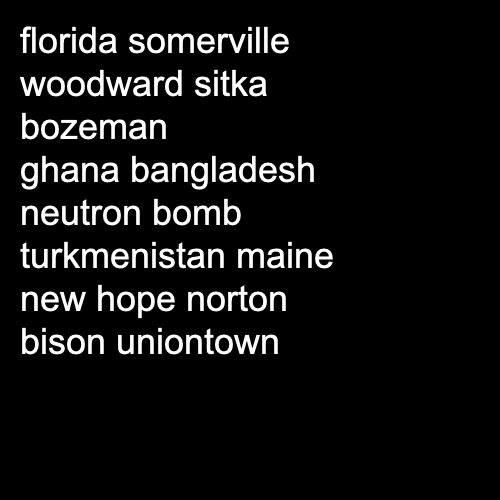 florida somerville
woodward sitka
bozeman
ghana bangladesh
neutron bomb
turkmenistan maine
new hope norton
bison uniontown